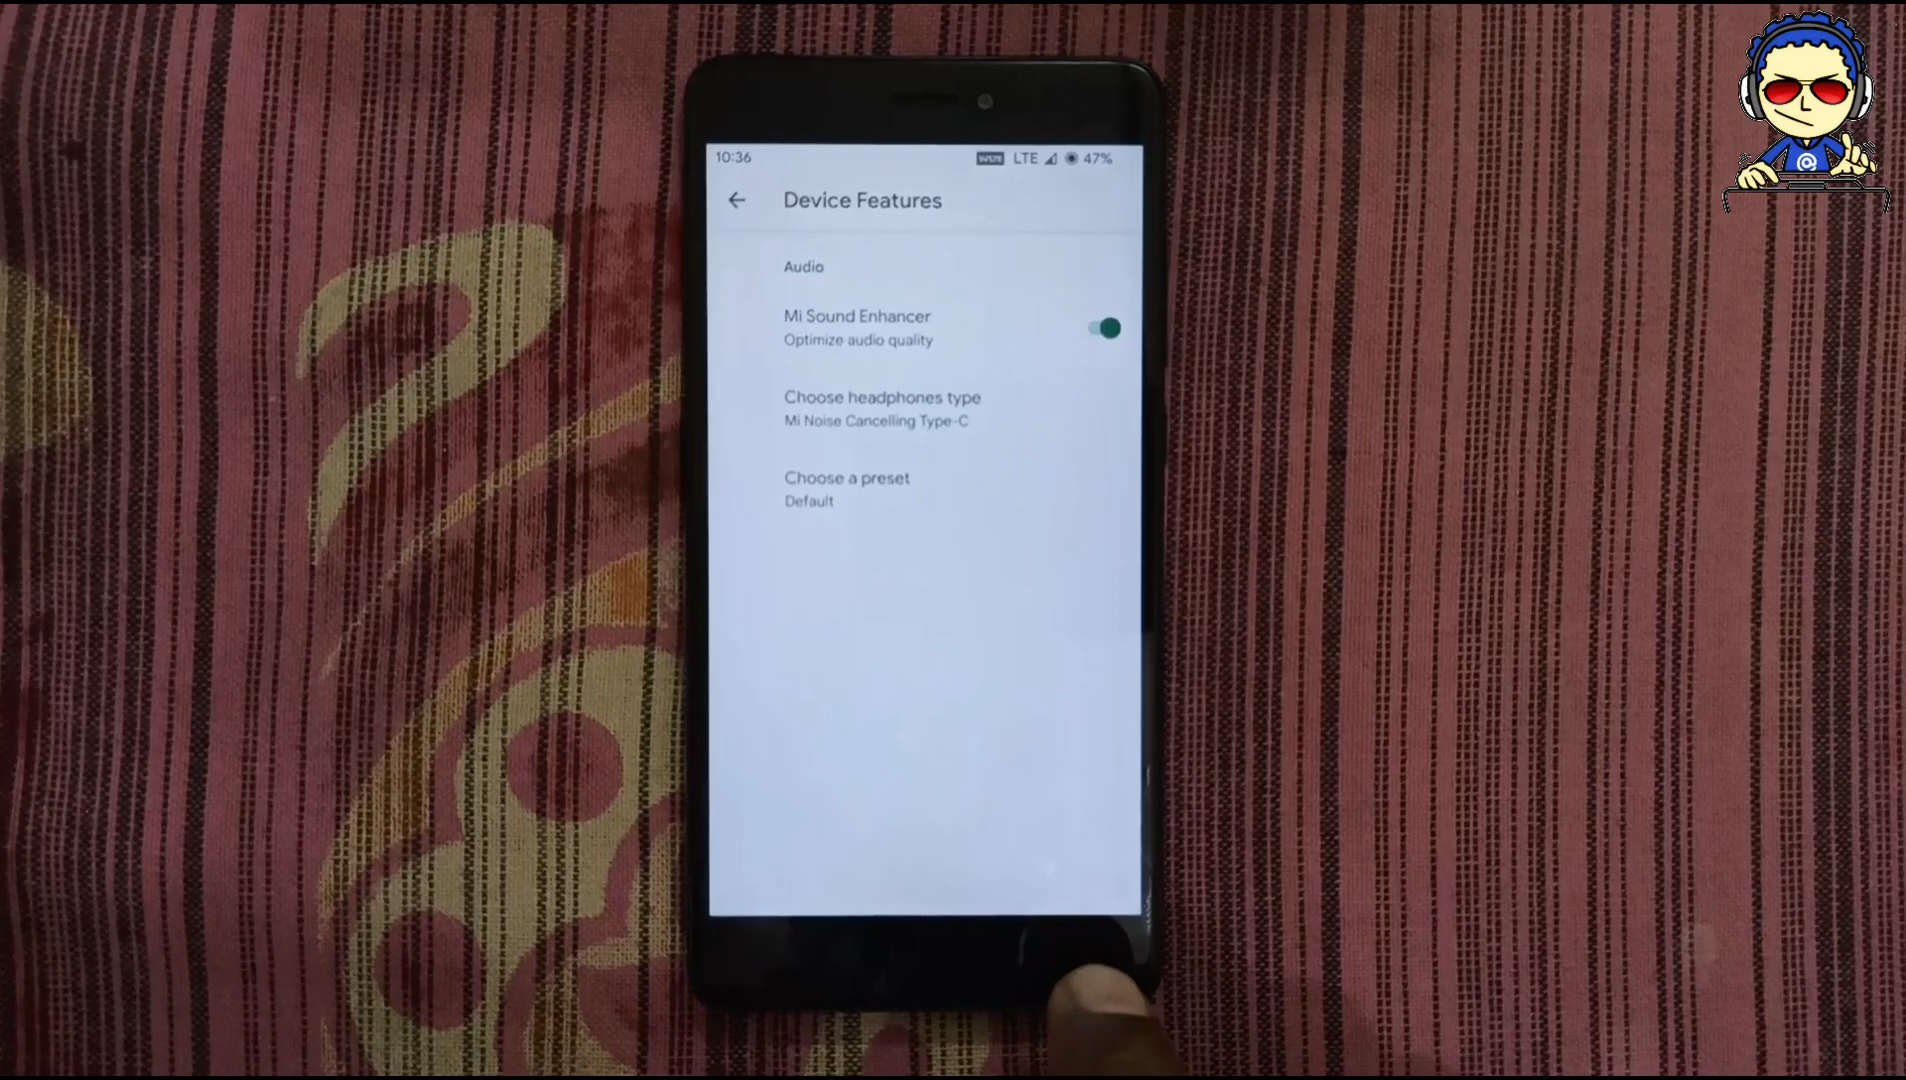 10:36 VoLTE LTE 47%
Device Features
Audio
Mi Sound Enhancer
Optimize audio quality
Choose headphones type
Mi Noise Cancelling Type-C
Choose a preset
Default
@